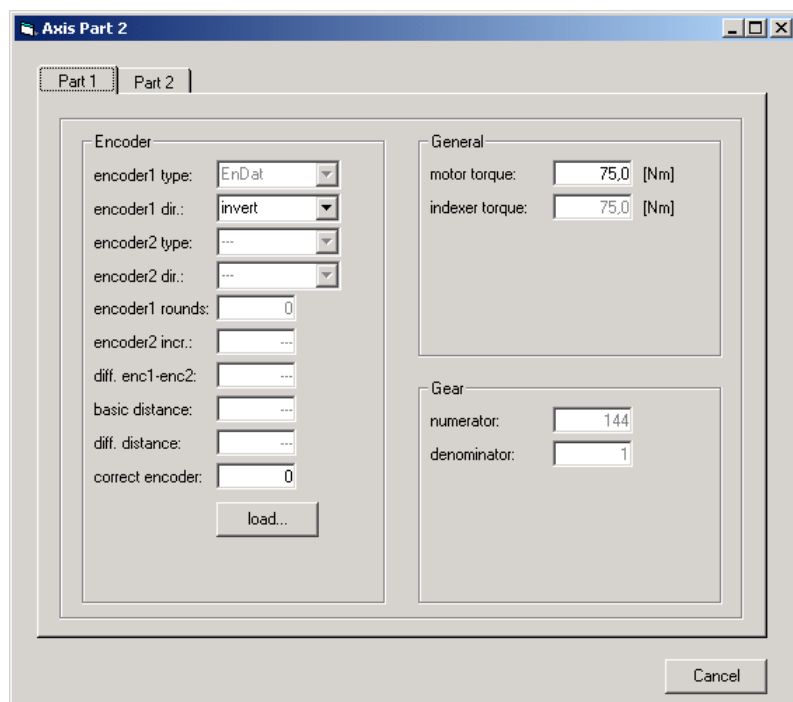 Axis Part 2
Part 1 Part 2
Encoder
encoder1 type: EnDat
encoder1 dir.: invert
encoder2 type: ---
encoder2 dir.: ---
encoder1 rounds: 0
encoder2 incr.: ---
diff. enc1-enc2: ---
basic distance: ---
diff. distance: ---
correct encoder: 0
load...
General
motor torque: 75,0 [Nm]
indexer torque: 75,0 [Nm]
Gear
numerator: 144
denominator: 1
Cancel